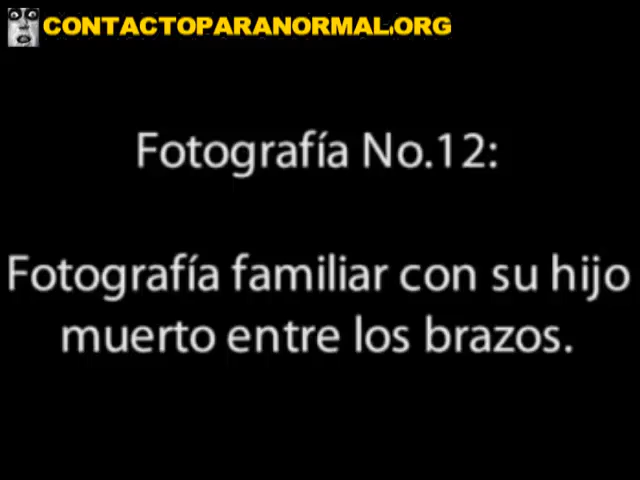 CONTACTOPARANORMAL.ORG
Fotografía No.12:
Fotografía familiar con su hijo
muerto entre los brazos.